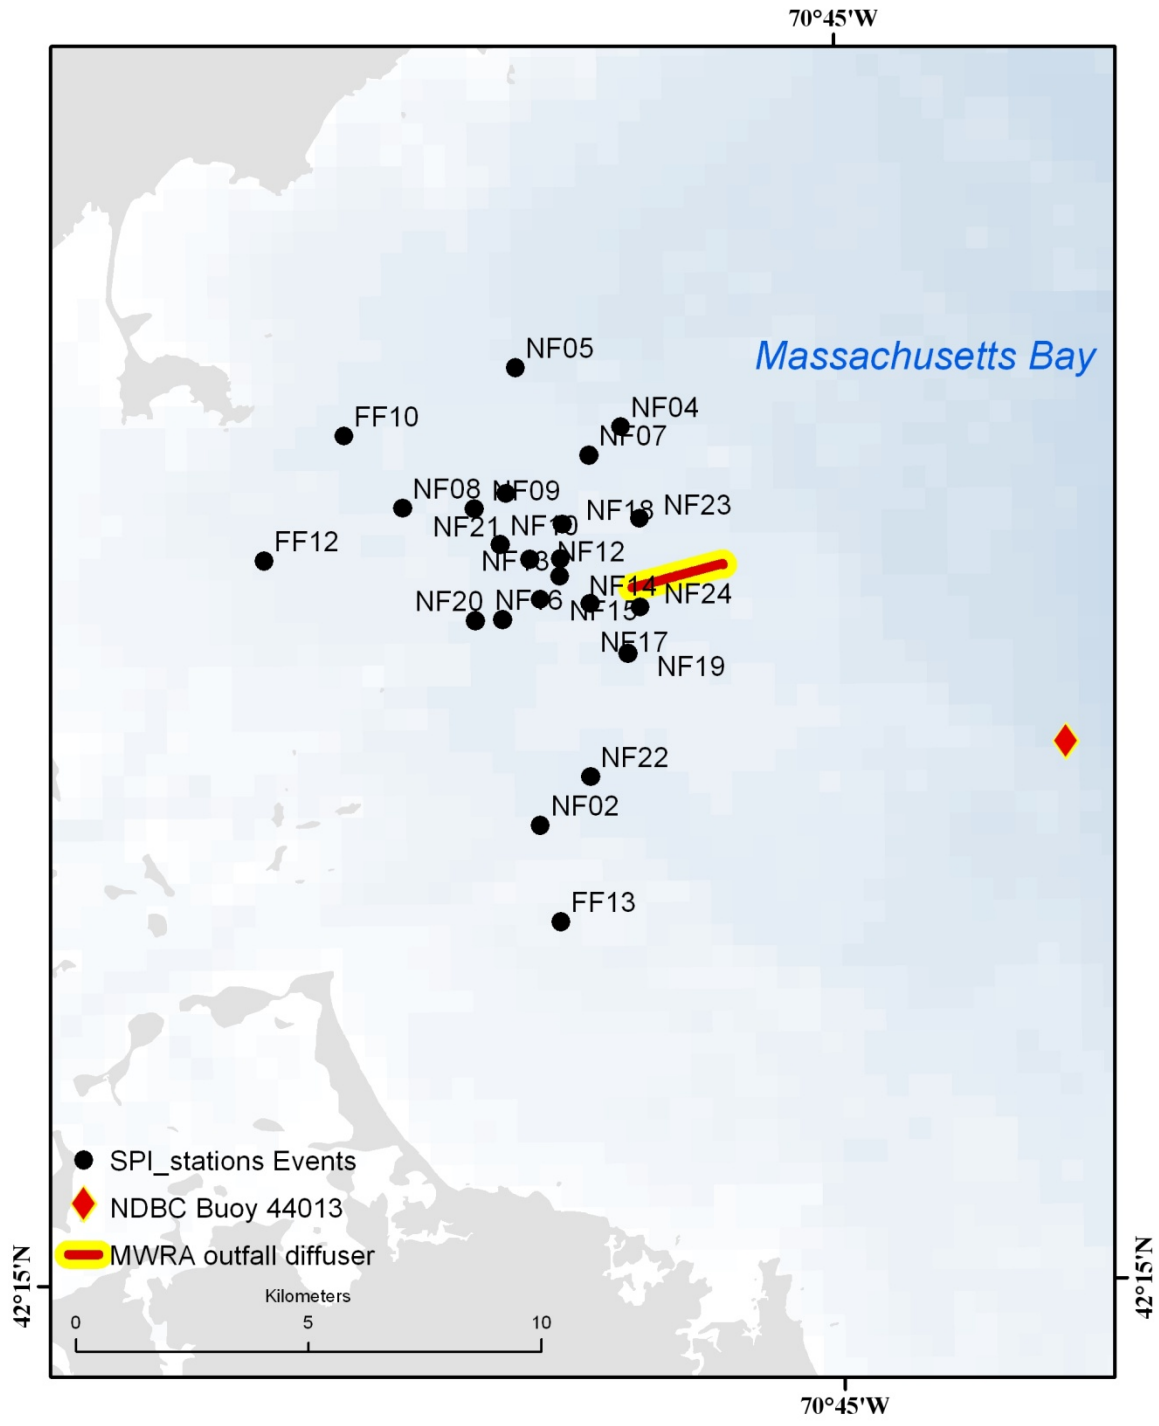 70°45'W
Massachusetts Bay
NF05
NF04
FF10
NF07
NF08
NF09
NF18
NF23
NF21
NF10
FF12
NF12
NF13
NF14
NF24
NF20
NF16
NF15
NF17
NF19
NF22
NF02
FF13
SPI_stations Events
NDBC Buoy 44013
MWRA outfall diffuser
42°15'N
42°15'N
Kilometers
0 5 10
70°45'W